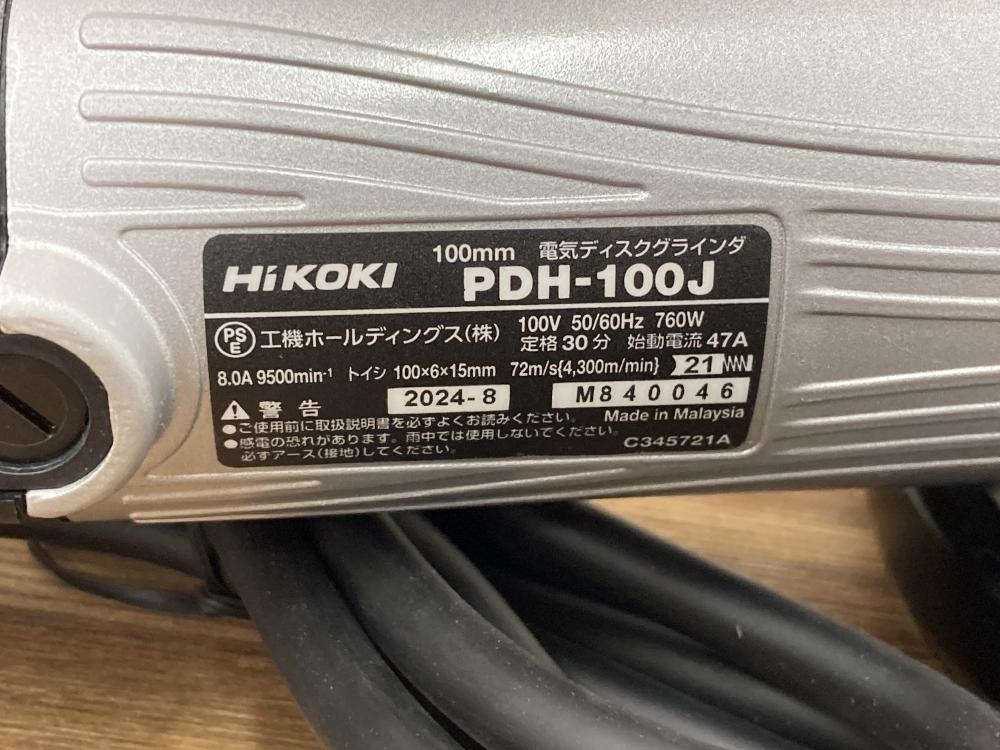 HiKOKI
100mm 電気ディスクグラインダ
PDH-100J
PS E 工機ホールディングス(株)
100V 50/60Hz 760W
定格30分 始動電流47A
8.0A 9500min-1 トイシ 100×6×15mm 72m/s{4,300m/min} 21
警告 2024-8 M840046
●ご使用前に取扱説明書を必ずよくお読みください。
Made in Malaysia
●感電の恐れがあります。雨中では使用しないでください。
必ずアース(接地)してください。
C345721A